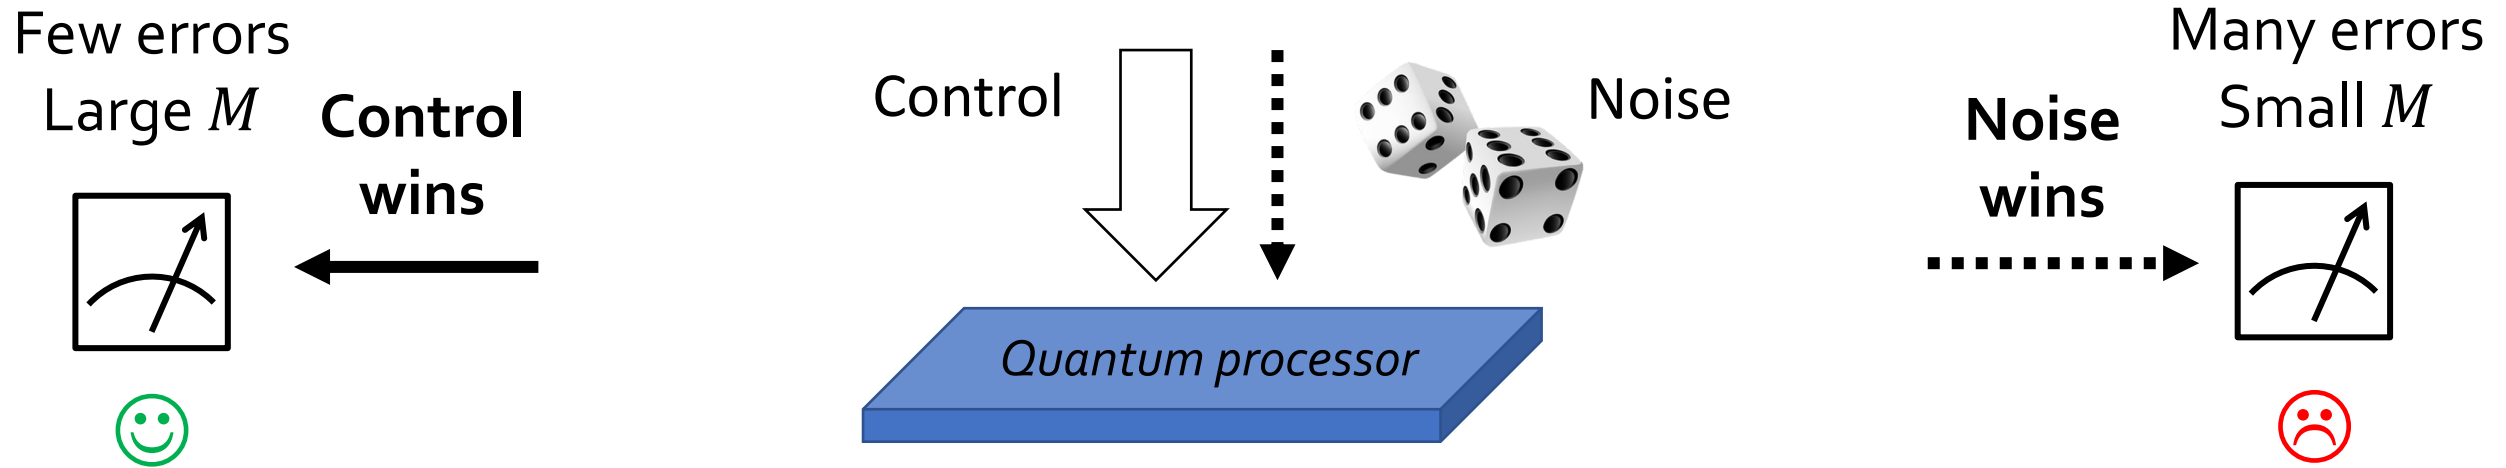 Few errors
Large M
Control
wins
Control
Noise
Quantum processor
Noise
wins
Many errors
Small M